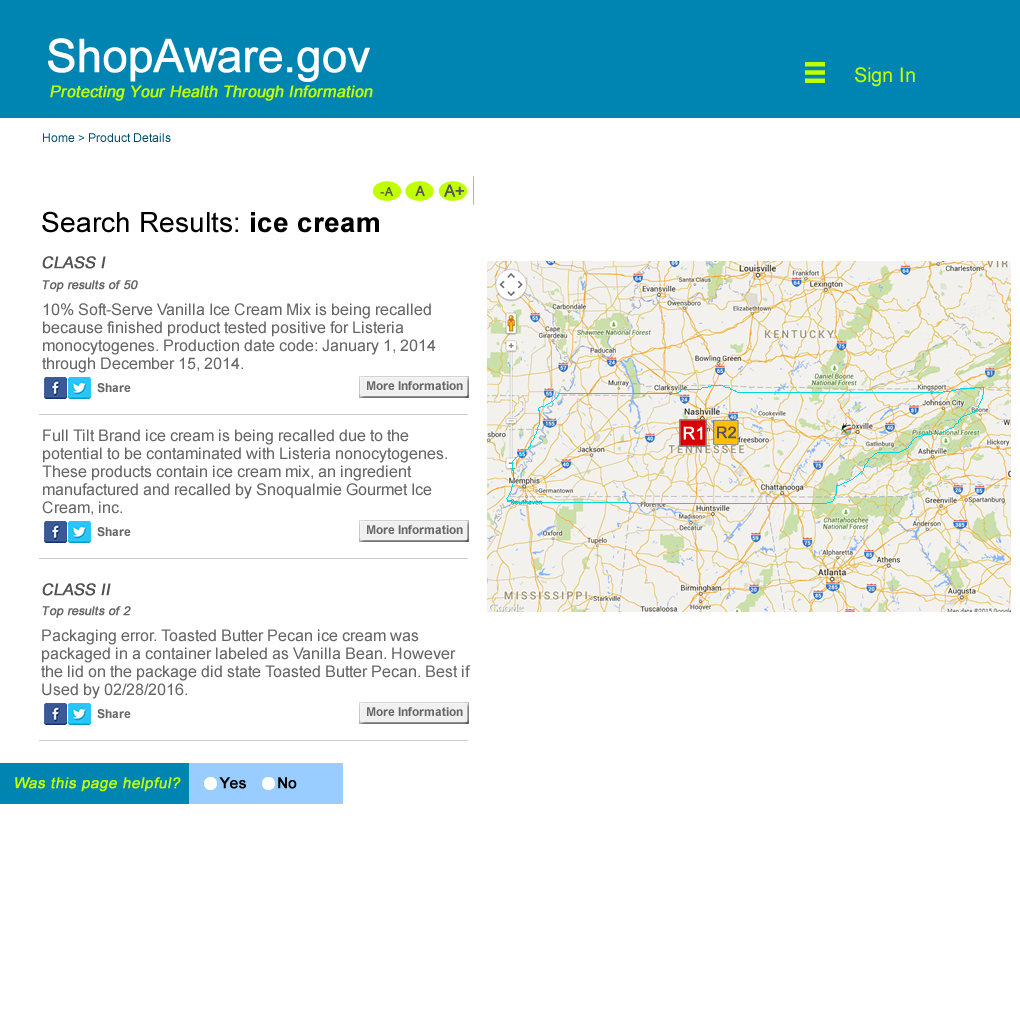 ShopAware.gov
Protecting Your Health Through Information
Sign In
Home > Product Details
-A A A+
Search Results: ice cream
CLASS I
Top results of 50
10% Soft-Serve Vanilla Ice Cream Mix is being recalled
because finished product tested positive for Listeria
monocytogenes. Production date code: January 1, 2014
through December 15, 2014.
Share
More Information
Full Tilt Brand ice cream is being recalled due to the
potential to be contaminated with Listeria nonocytogenes.
These products contain ice cream mix, an ingredient
manufactured and recalled by Snoqualmie Gourmet Ice
Cream, inc.
Share
More Information
CLASS II
Top results of 2
Packaging error. Toasted Butter Pecan ice cream was
packaged in a container labeled as Vanilla Bean. However
the lid on the package did state Toasted Butter Pecan. Best if
Used by 02/28/2016.
Share
More Information
Was this page helpful?
Yes No
Louisville
Frankfort
Charleston
VIR
Santa Claus
Lexington
Evansville
Owensboro
Elizabethtown
Carbondale
Cape
Girardeau
Shawnee National Forest
KENTUCKY
Paducah
Bowling Green
Daniel Boone
National Forest
Murray
Clarksville
Kingsport
Johnson City
Boone
Nashville
Cookeville
R1 R2
freesboro
oxville
Pisgah National Forest
Gatlinburg
Asheville
Hickory
Jackson
TENNESSEE
Memphis
Germantown
Southaven
Chattanooga
Florence
Huntsville
Greenville
Spartanburg
Madison
Decatur
Chattahoochee
National Forest
Anderson
Oxford
Tupelo
Alpharetta
Athens
Atlanta
Birmingham
Hoover
Augusta
MISSISSIPPI
Starkville
Tuscaloosa
Map data ©2015 Google